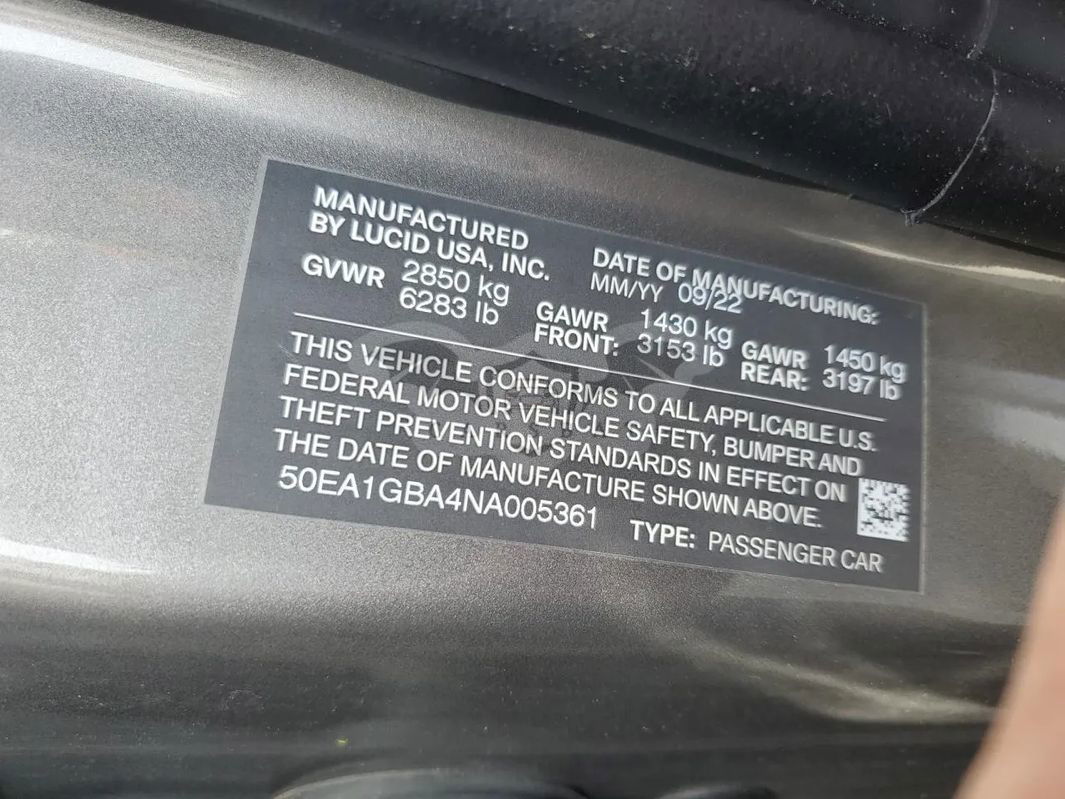 MANUFACTURED
BY LUCID USA, INC.
DATE OF MANUFACTURING:
MM/YY 09/22
GVWR 2850 kg
6283 lb
GAWR FRONT: 1430 kg
3153 lb
GAWR REAR: 1450 kg
3197 lb
THIS VEHICLE CONFORMS TO ALL APPLICABLE U.S.
FEDERAL MOTOR VEHICLE SAFETY, BUMPER AND
THEFT PREVENTION STANDARDS IN EFFECT ON
THE DATE OF MANUFACTURE SHOWN ABOVE.
50EA1GBA4NA005361
TYPE: PASSENGER CAR